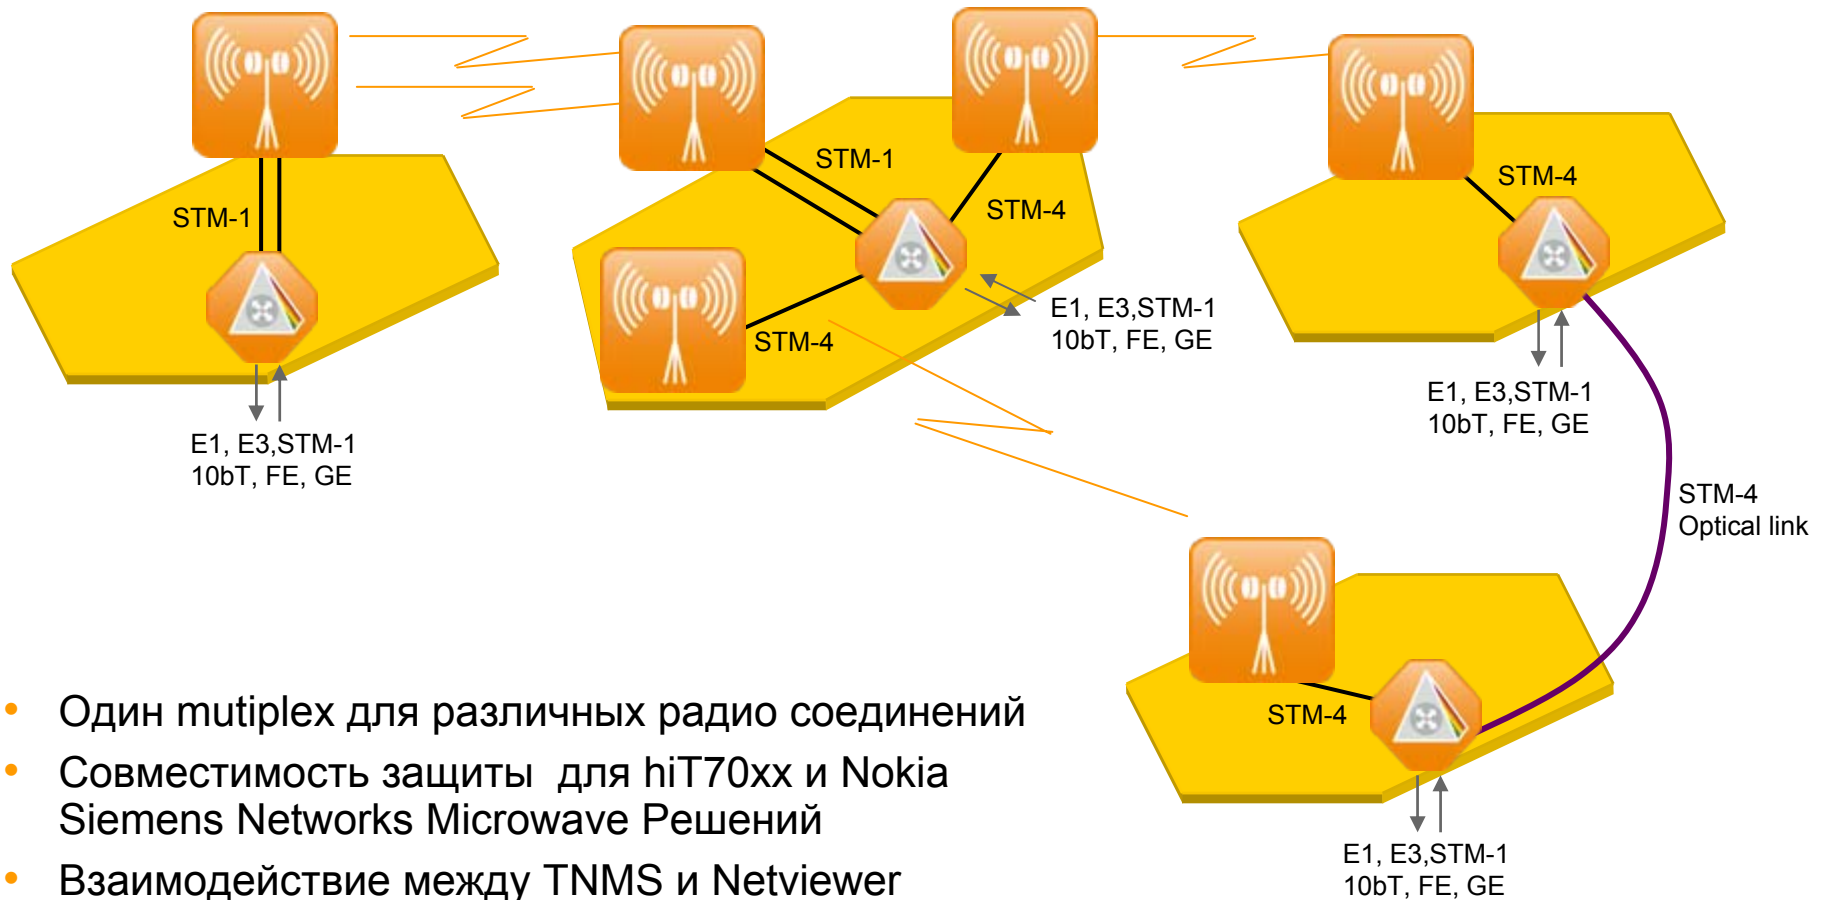 STM-1
STM-4
STM-4
STM-1
STM-4
E1, E3,STM-1
10bT, FE, GE
STM-4
E1, E3,STM-1
10bT, FE, GE
E1, E3,STM-1
10bT, FE, GE
STM-4
Optical link
STM-4
• Один mutiplex для различных радио соединений
• Совместимость защиты для hiT70xx и Nokia
Siemens Networks Microwave Решений
• Взаимодействие между TNMS и Netviewer
E1, E3,STM-1
10bT, FE, GE